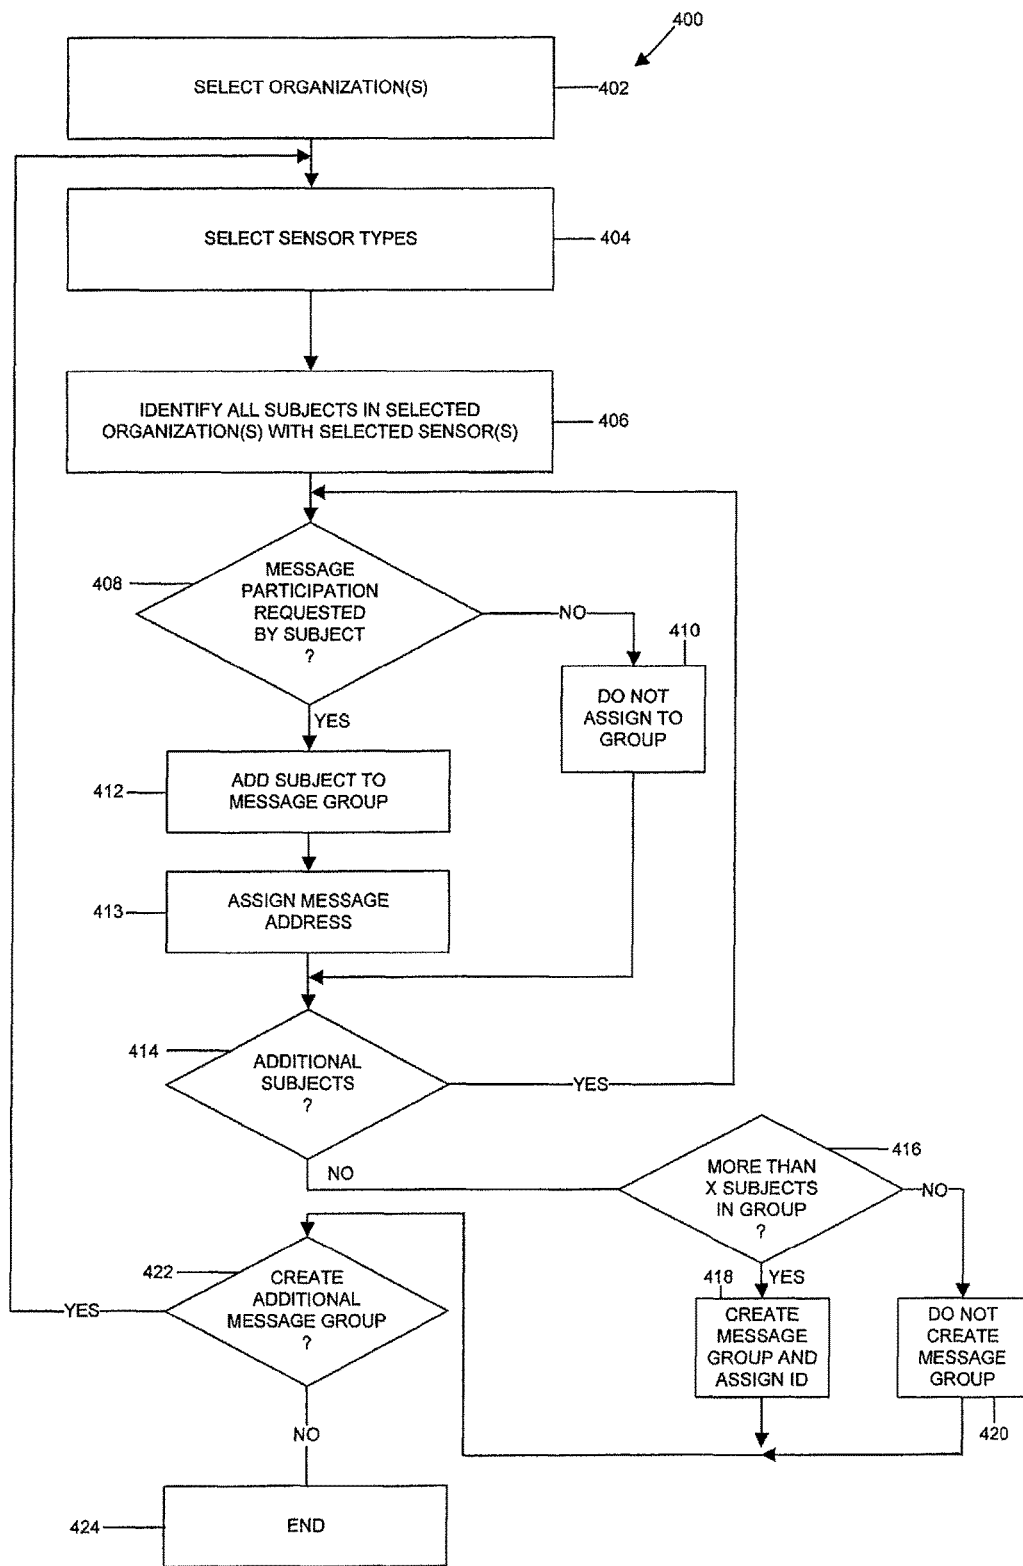 400
SELECT ORGANIZATION(S)
402
SELECT SENSOR TYPES
404
IDENTIFY ALL SUBJECTS IN SELECTED
ORGANIZATION(S) WITH SELECTED SENSOR(S)
406
408
MESSAGE
PARTICIPATION
REQUESTED
BY SUBJECT
?
NO
410
DO NOT
ASSIGN TO
GROUP
YES
412
ADD SUBJECT TO
MESSAGE GROUP
413
ASSIGN MESSAGE
ADDRESS
414
ADDITIONAL
SUBJECTS
?
YES
NO
416
MORE THAN
X SUBJECTS
IN GROUP
?
NO
YES
418
CREATE
MESSAGE
GROUP AND
ASSIGN ID
DO NOT
CREATE
MESSAGE
GROUP
420
422
CREATE
ADDITIONAL
MESSAGE GROUP
?
YES
NO
424
END